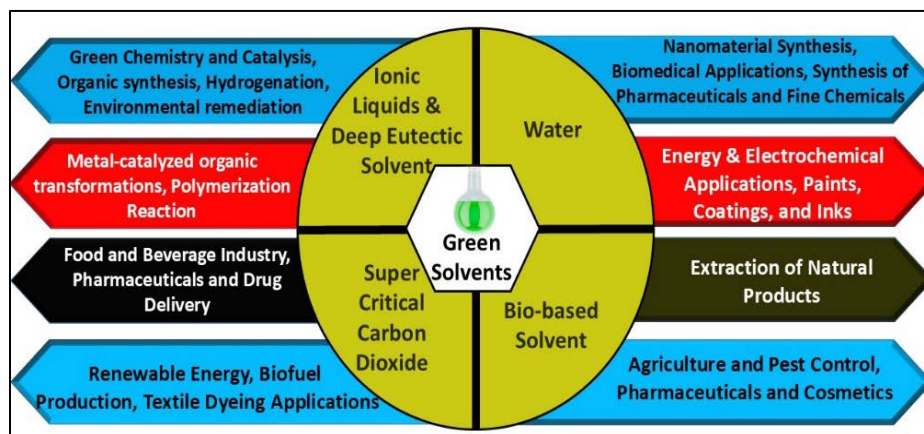 Green Chemistry and Catalysis,
Organic synthesis, Hydrogenation,
Environmental remediation
Metal-catalyzed organic
transformations, Polymerization
Reaction
Food and Beverage Industry,
Pharmaceuticals and Drug
Delivery
Renewable Energy, Biofuel
Production, Textile Dyeing Applications
Ionic
Liquids &
Deep Eutectic
Solvent
Water
Green
Solvents
Super
Critical
Carbon
Dioxide
Bio-based
Solvent
Nanomaterial Synthesis,
Biomedical Applications, Synthesis of
Pharmaceuticals and Fine Chemicals
Energy & Electrochemical
Applications, Paints,
Coatings, and Inks
Extraction of Natural
Products
Agriculture and Pest Control,
Pharmaceuticals and Cosmetics